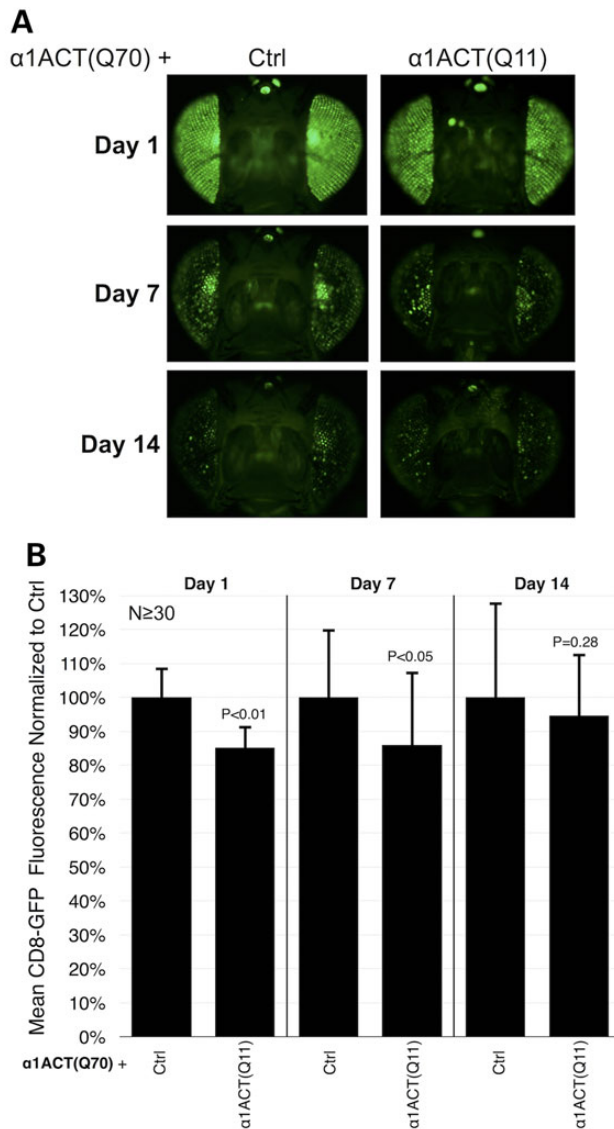 A
α1ACT(Q70) + Ctrl α1ACT(Q11)
Day 1
Day 7
Day 14
B
Day 1 Day 7 Day 14
Mean CD8-GFP Fluorescence Normalized to Ctrl
130%
120%
110%
100%
90%
80%
70%
60%
50%
40%
30%
20%
10%
0%
N≥30
P<0.01
P<0.05
P=0.28
α1ACT(Q70) + Ctrl α1ACT(Q11) Ctrl α1ACT(Q11) Ctrl α1ACT(Q11)